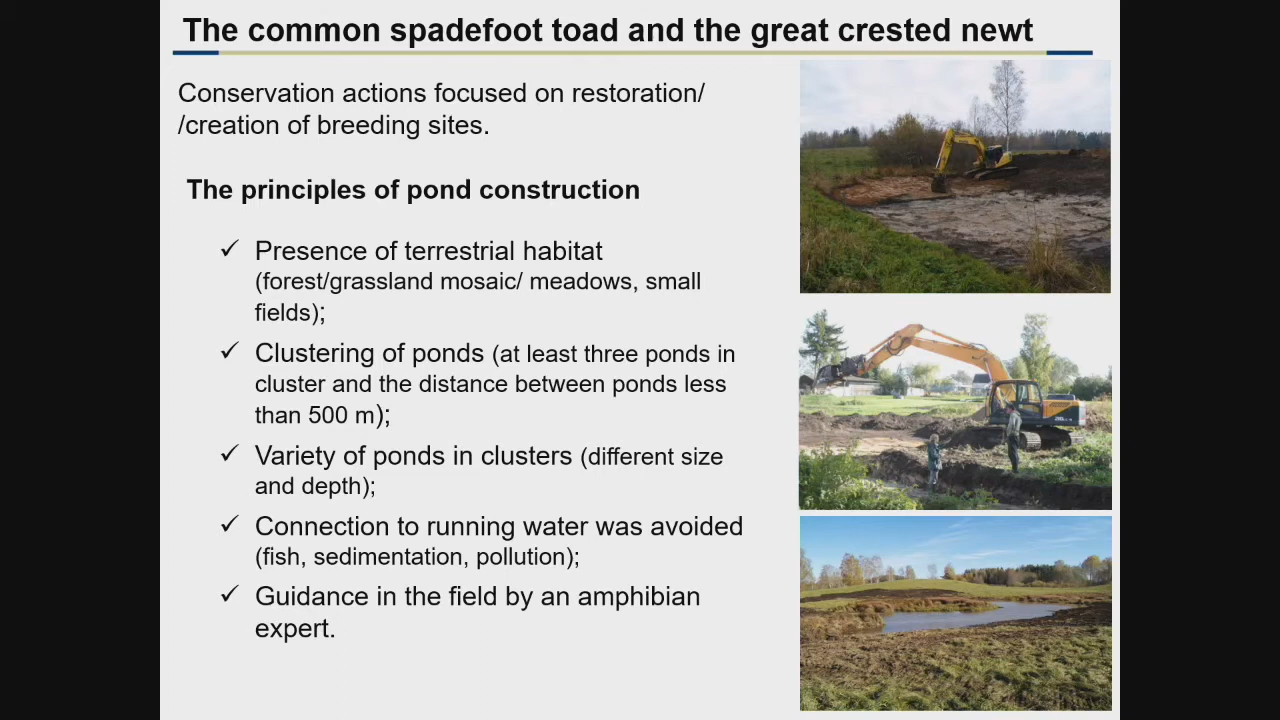 The common spadefoot toad and the great crested newt
Conservation actions focused on restoration/
/creation of breeding sites.
The principles of pond construction
✓ Presence of terrestrial habitat
(forest/grassland mosaic/ meadows, small
fields);
✓ Clustering of ponds (at least three ponds in
cluster and the distance between ponds less
than 500 m);
✓ Variety of ponds in clusters (different size
and depth);
✓ Connection to running water was avoided
(fish, sedimentation, pollution);
✓ Guidance in the field by an amphibian
expert.